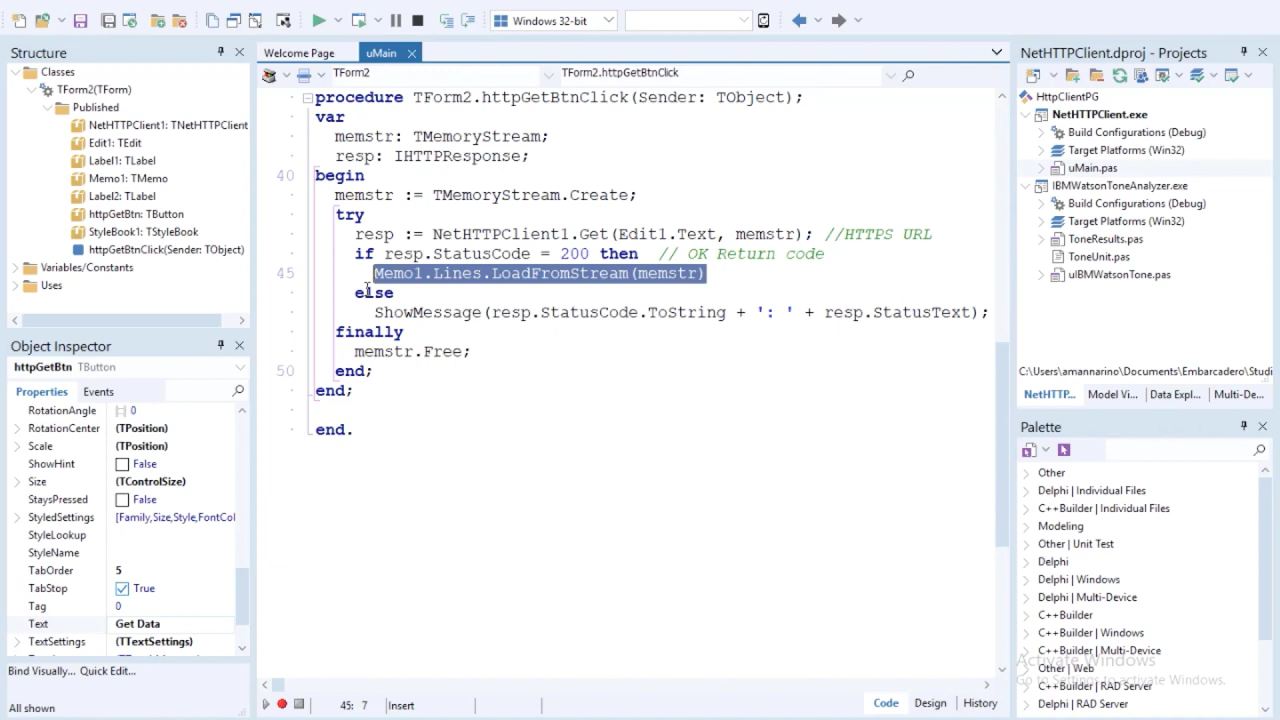 Windows 32-bit
Structure
Classes
TForm2(TForm)
Published
NetHTTPClient1: TNetHTTPClient
Edit1: TEdit
Label1: TLabel
Memo1: TMemo
Label2: TLabel
httpGetBtn: TButton
StyleBook1: TStyleBook
httpGetBtnClick(Sender: TObject)
Variables/Constants
Uses
Object Inspector
httpGetBtn TButton
Properties Events
RotationAngle 0
RotationCenter (TPosition)
Scale (TPosition)
ShowHint False
Size (TControlSize)
StaysPressed False
StyledSettings [Family,Size,Style,FontCol
StyleLookup
StyleName
TabOrder 5
TabStop True
Tag 0
Text Get Data
TextSettings (TTextSettings)
Bind Visually... Quick Edit...
All shown
Welcome Page uMain
TForm2 TForm2.httpGetBtnClick
procedure TForm2.httpGetBtnClick(Sender: TObject);
var
memstr: TMemoryStream;
resp: IHTTPResponse;
40 begin
memstr := TMemoryStream.Create;
try
resp := NetHTTPClient1.Get(Edit1.Text, memstr); //HTTPS URL
if resp.StatusCode = 200 then // OK Return code
45 Memo1.Lines.LoadFromStream(memstr)
else
ShowMessage(resp.StatusCode.ToString + ': ' + resp.StatusText);
finally
memstr.Free;
50 end;
end;
end.
45: 7 Insert
Code Design History
NetHTTPClient.dproj - Projects
HttpClientPG
NetHTTPClient.exe
Build Configurations (Debug)
Target Platforms (Win32)
uMain.pas
IBMWatsonToneAnalyzer.exe
Build Configurations (Debug)
Target Platforms (Win32)
ToneResults.pas
ToneUnit.pas
uIBMWatsonTone.pas
C:\Users\amannarino\Documents\Embarcadero\Studi
NetHTTP... Model Vi... Data Expl... Multi-De...
Palette
Other
Delphi | Individual Files
C++Builder | Individual Files
Modeling
Other | Unit Test
Delphi
Delphi | Windows
Delphi | Multi-Device
C++Builder
C++Builder | Windows
C++Builder | Multi-Device
Other | Web
C++Builder | RAD Server
Delphi | RAD Server
Activate Windows
Go to Settings to activate Windows.